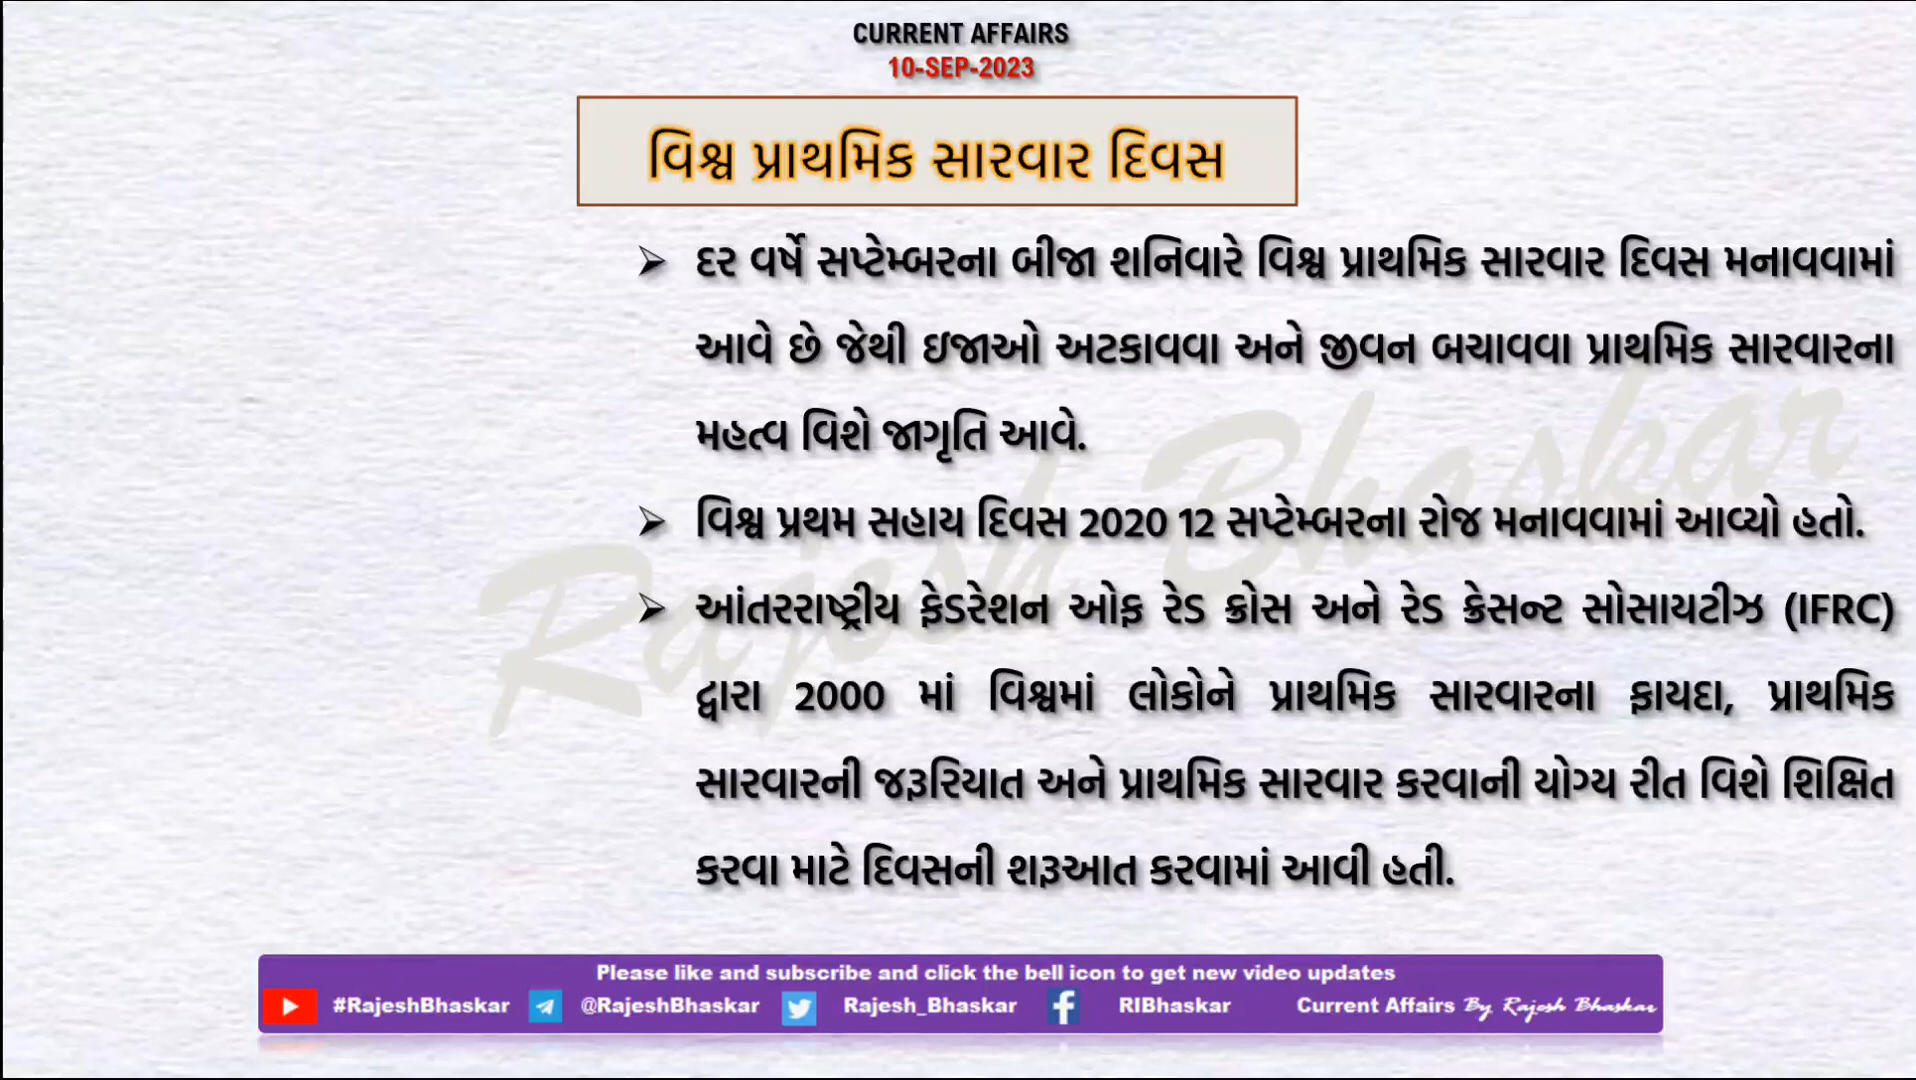 CURRENT AFFAIRS
10-SEP-2023
વિશ્વ પ્રાથમિક સારવાર દિવસ
➢ દર વર્ષે સપ્ટેમ્બરના બીજા શનિવારે વિશ્વ પ્રાથમિક સારવાર દિવસ મનાવવામાં
આવે છે જેથી ઇજાઓ અટકાવવા અને જીવન બચાવવા પ્રાથમિક સારવારના
મહત્વ વિશે જાગૃતિ આવે.
➢ વિશ્વ પ્રથમ સહાય દિવસ 2020 12 સપ્ટેમ્બરના રોજ મનાવવામાં આવ્યો હતો.
➢ આંતરરાષ્ટ્રીય ફેડરેશન ઓફ રેડ ક્રોસ અને રેડ ક્રેસન્ટ સોસાયટીઝ (IFRC)
દ્વારા 2000 માં વિશ્વમાં લોકોને પ્રાથમિક સારવારના ફાયદા, પ્રાથમિક
સારવારની જરૂરિયાત અને પ્રાથમિક સારવાર કરવાની યોગ્ય રીત વિશે શિક્ષિત
કરવા માટે દિવસની શરૂઆત કરવામાં આવી હતી.
Rajesh Bhaskar
Please like and subscribe and click the bell icon to get new video updates
#RajeshBhaskar @RajeshBhaskar Rajesh_Bhaskar RIBhaskar Current Affairs By Rajesh Bhaskar